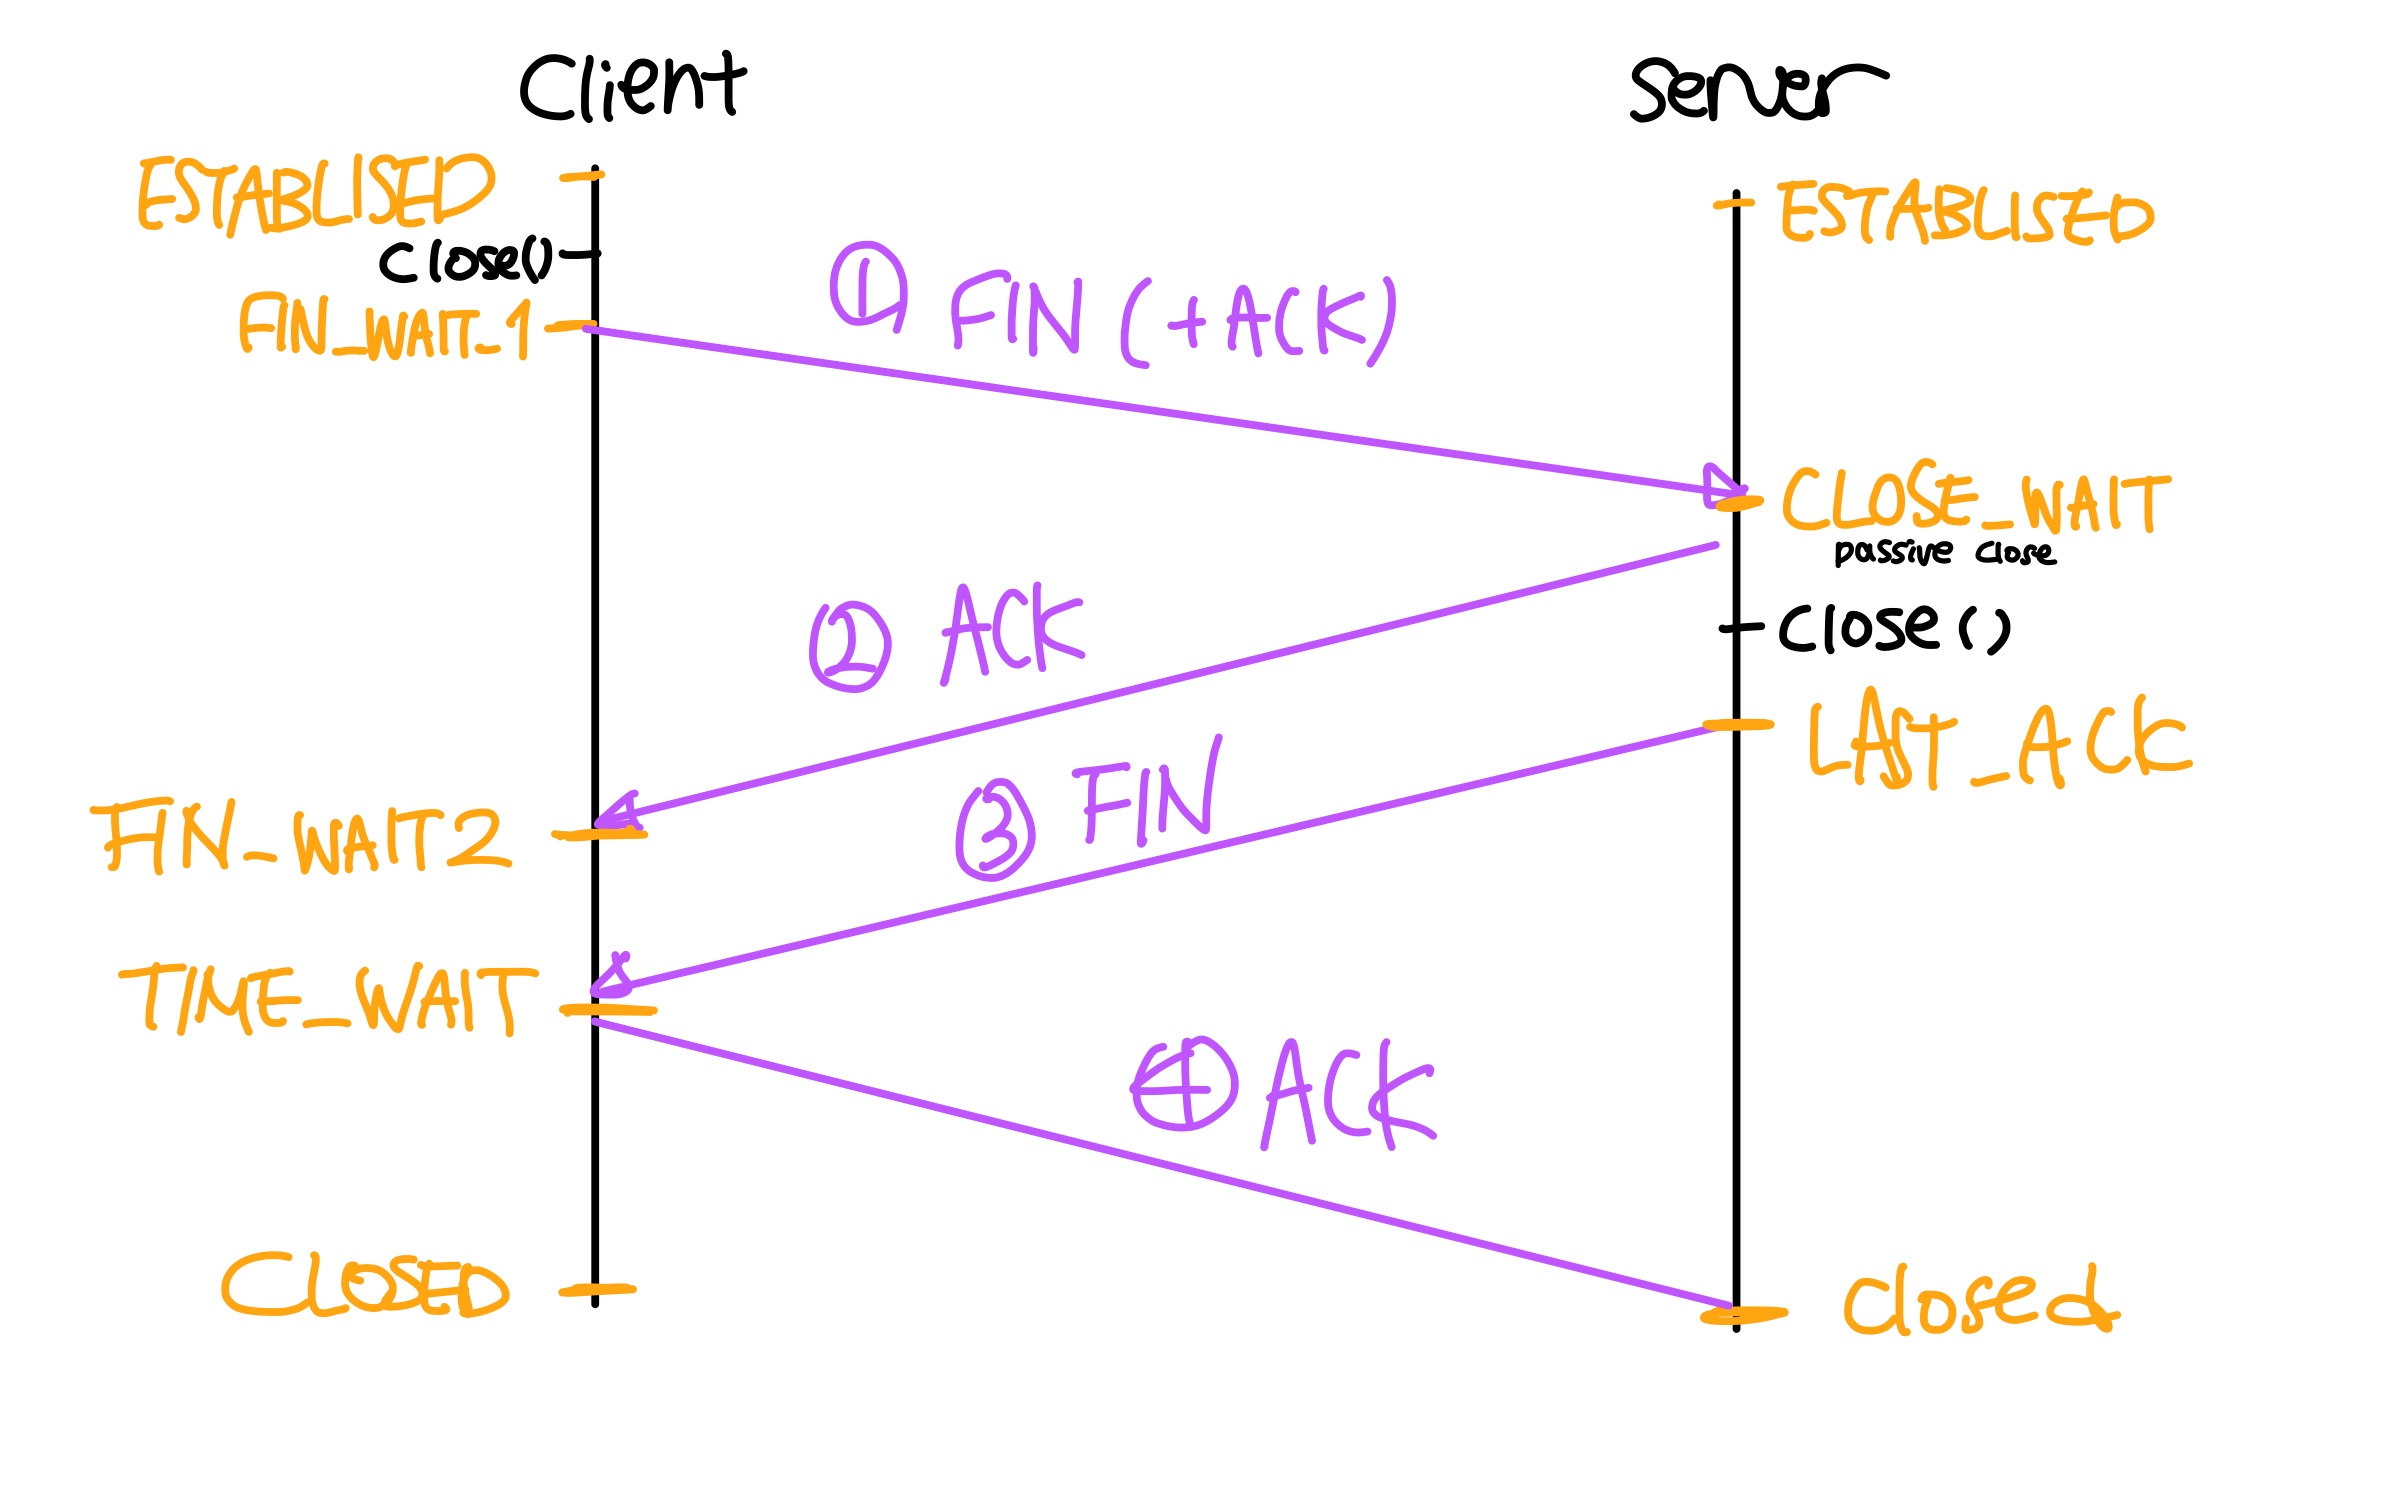 Client
Server
ESTABLISED
ESTABLISED
close()
① FIN (+ACK)
FIN_WAIT_1
CLOSE_WAIT
passive close
② ACK
close()
LAST_ACK
③ FIN
FIN_WAIT2
TIME_WAIT
④ ACK
CLOSED
closed